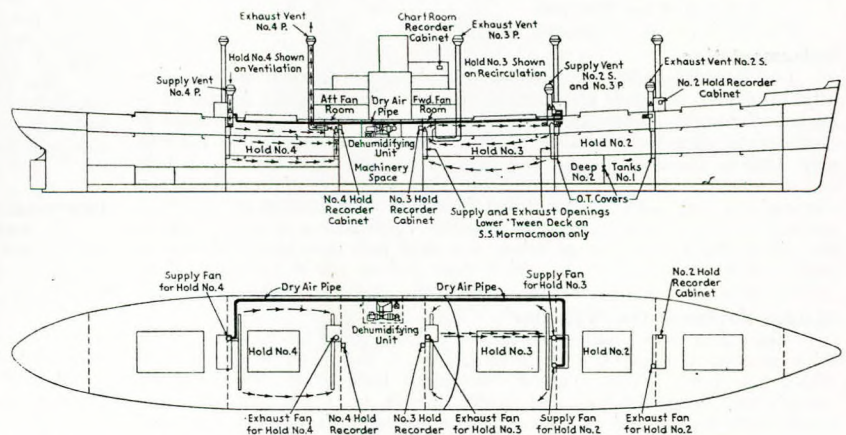 Exhaust Vent
No.4 P.
Hold No.4 Shown
on Ventilation
Supply Vent
No.4 P.
Chart Room
Recorder
Cabinet
Exhaust Vent
No.3 P.
Hold No.3 Shown
on Recirculation
Supply Vent
No.2 S.
and No.3 P
Exhaust Vent No.2 S.
No.2 Hold
Recorder
Cabinet
Aft Fan
Room
Dry Air
Pipe
Fwd. Fan
Room
Hold No.4
Dehumidifying
Unit
Machinery
Space
Hold No.3
Hold No.2
Deep Tanks
No.2 No.1
No.4 Hold
Recorder
Cabinet
No.3 Hold
Recorder
Cabinet
O.T. Covers
Supply and Exhaust Openings
Lower 'Tween Deck on
S.S. Mormacmoon only
Supply Fan
for Hold No.4
Dry Air Pipe
Dry Air Pipe
Supply Fan
for Hold No.3
No.2 Hold
Recorder
Cabinet
Dehumidifying
Unit
Hold No.4
Hold No.3
Hold No.2
Exhaust Fan
for Hold No.4
No.4 Hold
Recorder
No.3 Hold
Recorder
Exhaust Fan
for Hold No.3
Supply Fan
for Hold No.2
Exhaust Fan
for Hold No.2